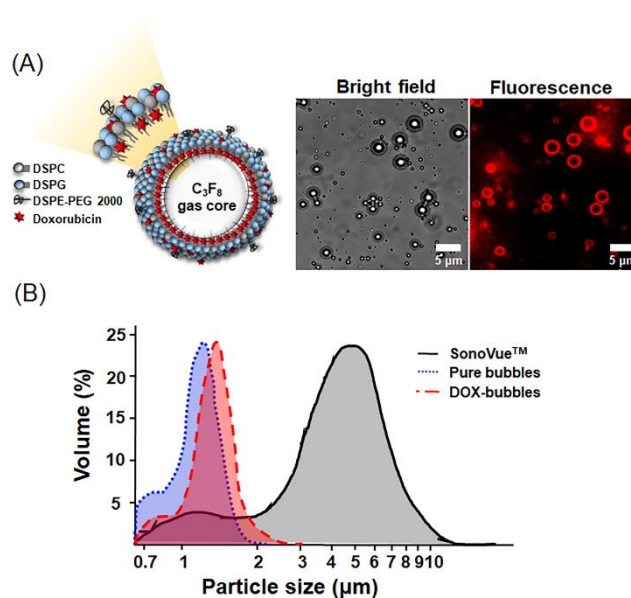 (A)
DSPC
DSPG
DSPE-PEG 2000
Doxorubicin
C₃F₈
gas core
Bright field
5 μm
Fluorescence
5 μm
(B)
Volume (%)
25
20
15
10
5
SonoVue™
Pure bubbles
DOX-bubbles
0.7 1 2 3 4 5 6 7 8 9 10
Particle size (μm)